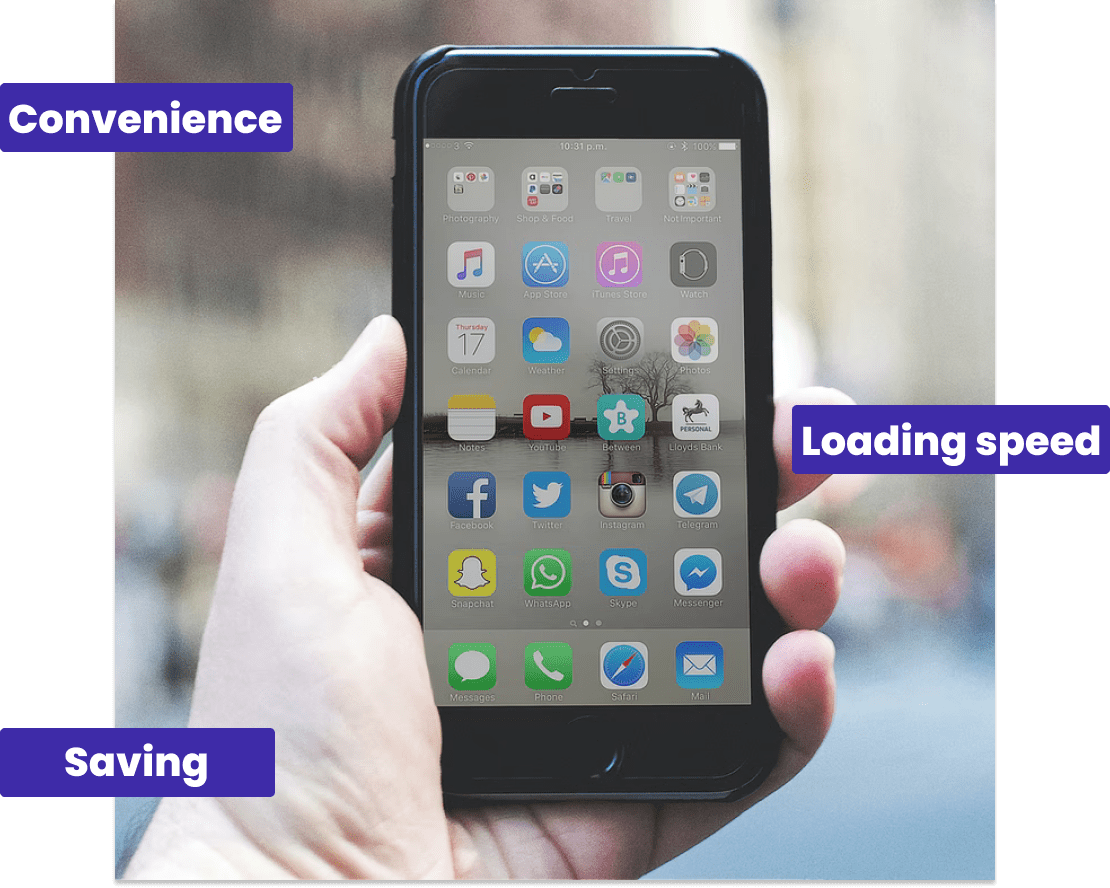 Convenience
10:31 p.m.
100%
Photography
Shop & Food
Travel
Not Important
Music
App Store
iTunes Store
Watch
Thursday
17
Calendar
Weather
Settings
Photos
PERSONAL
Notes
YouTube
B
Between
Lloyds Bank
Loading speed
Facebook
Twitter
Instagram
Telegram
Snapchat
WhatsApp
Skype
Messenger
Messages
Phone
Safari
Mail
Saving